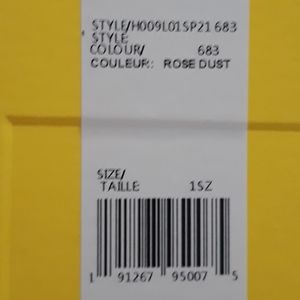 STYLE/H009L01SP21 683
STYLE:
COLOUR/ 683
COULEUR: ROSE DUST
SIZE/
TAILLE 1SZ
1 91267 95007 5